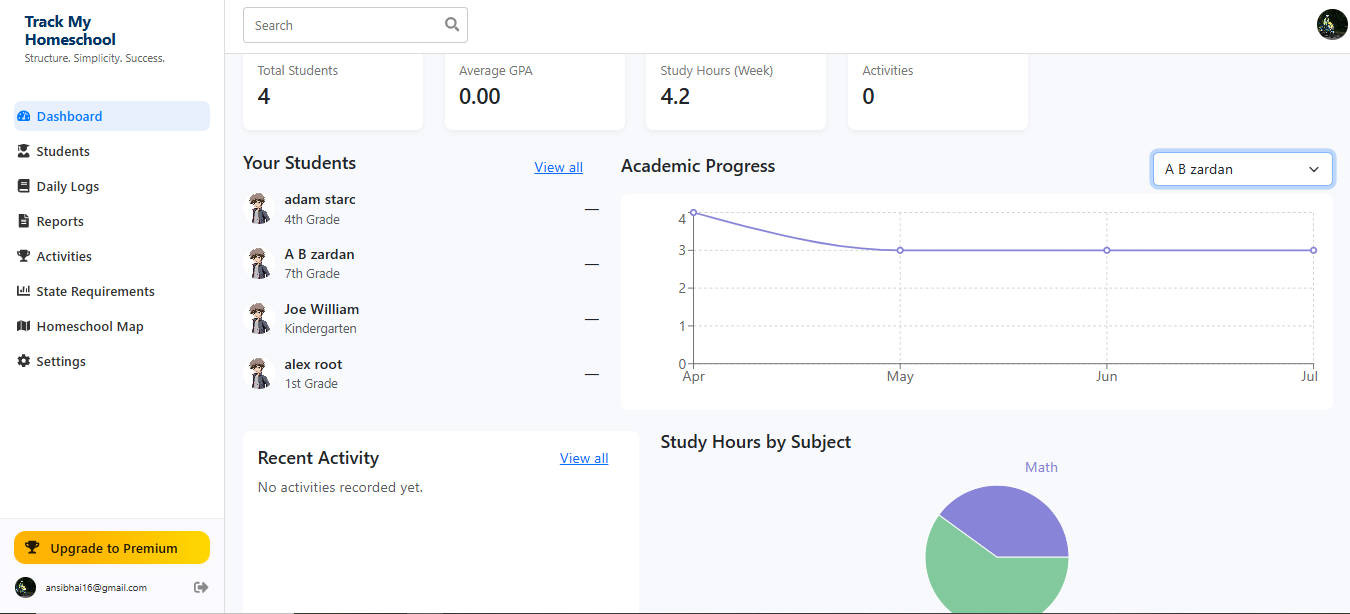 Track My
Homeschool
Structure. Simplicity. Success.
Search
Dashboard
Students
Daily Logs
Reports
Activities
State Requirements
Homeschool Map
Settings
Upgrade to Premium
ansibhai16@gmail.com
Total Students
4
Average GPA
0.00
Study Hours (Week)
4.2
Activities
0
Your Students
View all
adam starc
4th Grade
—
A B zardan
7th Grade
—
Joe William
Kindergarten
—
alex root
1st Grade
—
Academic Progress
A B zardan
4
3
2
1
0
Apr May Jun Jul
Recent Activity
View all
No activities recorded yet.
Study Hours by Subject
Math